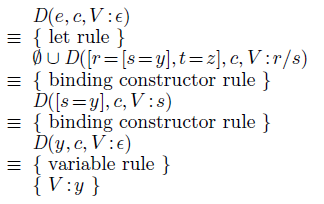 D(e, c, V : ϵ)
≡ { let rule }
∅ ∪ D([r = [s = y], t = z], c, V : r/s)
≡ { binding constructor rule }
D([s = y], c, V : s)
≡ { binding constructor rule }
D(y, c, V : ϵ)
≡ { variable rule }
{ V : y }